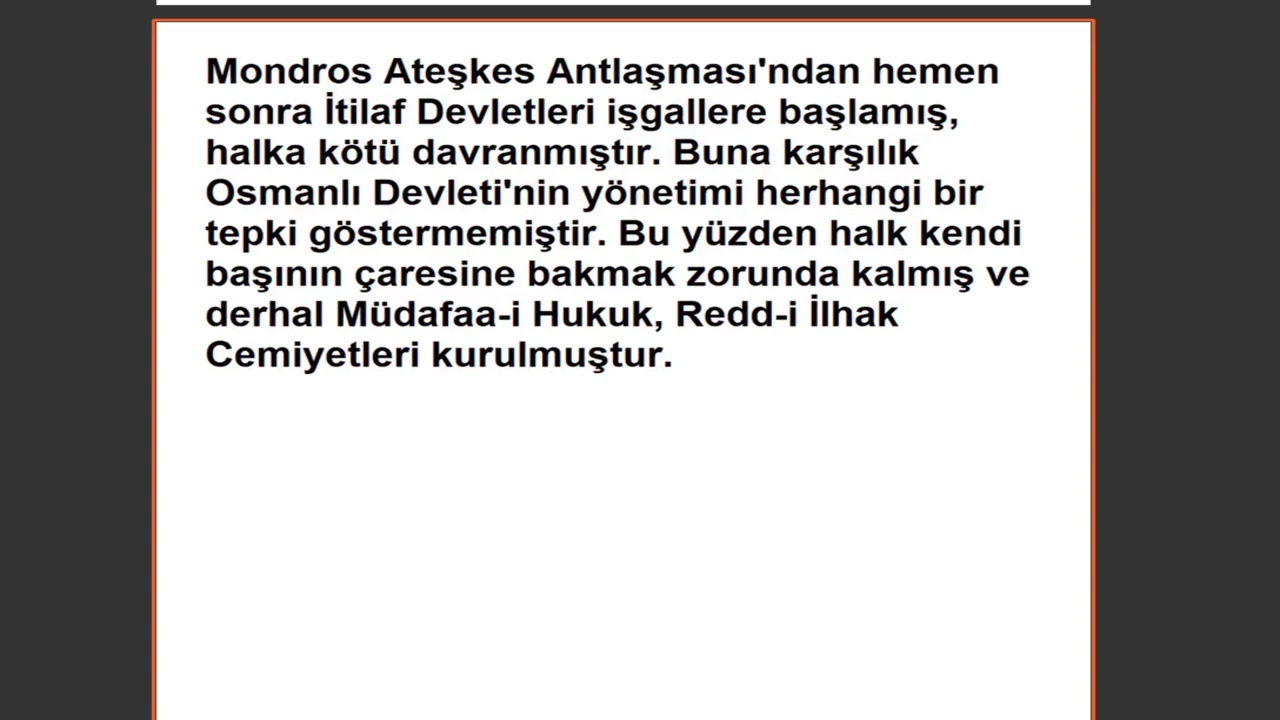 Mondros Ateşkes Antlaşması'ndan hemen
sonra İtilaf Devletleri işgallere başlamış,
halka kötü davranmıştır. Buna karşılık
Osmanlı Devleti'nin yönetimi herhangi bir
tepki göstermemiştir. Bu yüzden halk kendi
başının çaresine bakmak zorunda kalmış ve
derhal Müdafaa-i Hukuk, Redd-i İlhak
Cemiyetleri kurulmuştur.